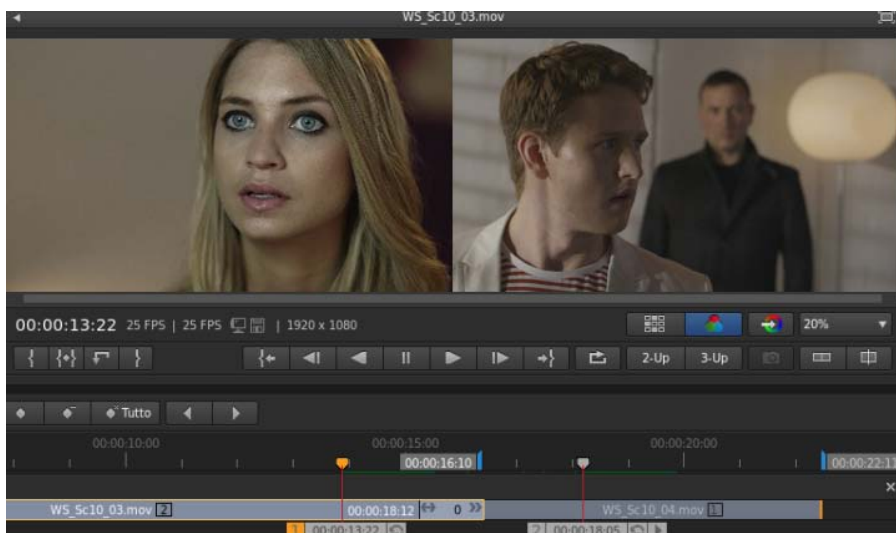 WS_Sc10_03.mov
00:00:13:22 25 FPS | 25 FPS | 1920 x 1080 20%
2-Up 3-Up
Tutto
00:00:10:00 00:00:15:00 00:00:20:00
00:00:16:10 00:00:22:11
WS_Sc10_03.mov 2 00:00:18:12 0 WS_Sc10_04.mov 1
1 00:00:13:22 2 00:00:18:05